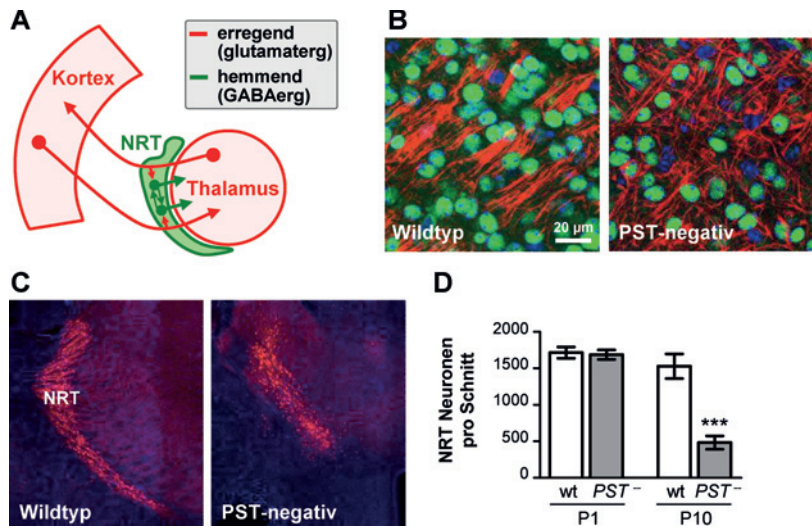 A
erregend
(glutamaterg)
hemmend
(GABAerg)
Kortex
NRT
Thalamus
B
Wildtyp
20 µm
PST-negativ
C
NRT
Wildtyp
PST-negativ
D
NRT Neuronen
pro Schnitt
2000
1500
1000
500
0
***
wt PST – wt PST –
P1 P10